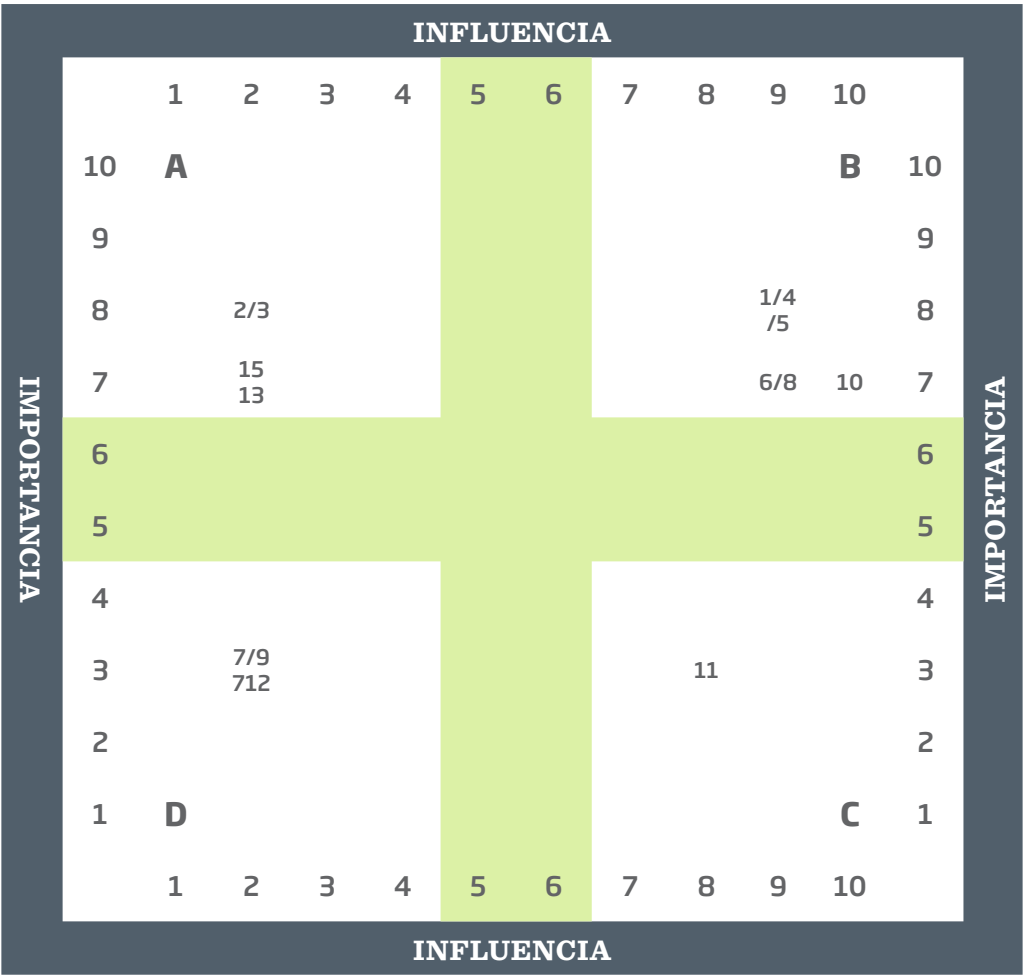 INFLUENCIA
1 2 3 4 5 6 7 8 9 10
10 A B 10
9 9
8 2/3 1/4 8
/5
7 15 6/8 10 7
13
IMPORTANCIA
IMPORTANCIA
6 6
5 5
4 4
3 7/9 11 3
712
2 2
1 D C 1
1 2 3 4 5 6 7 8 9 10
INFLUENCIA